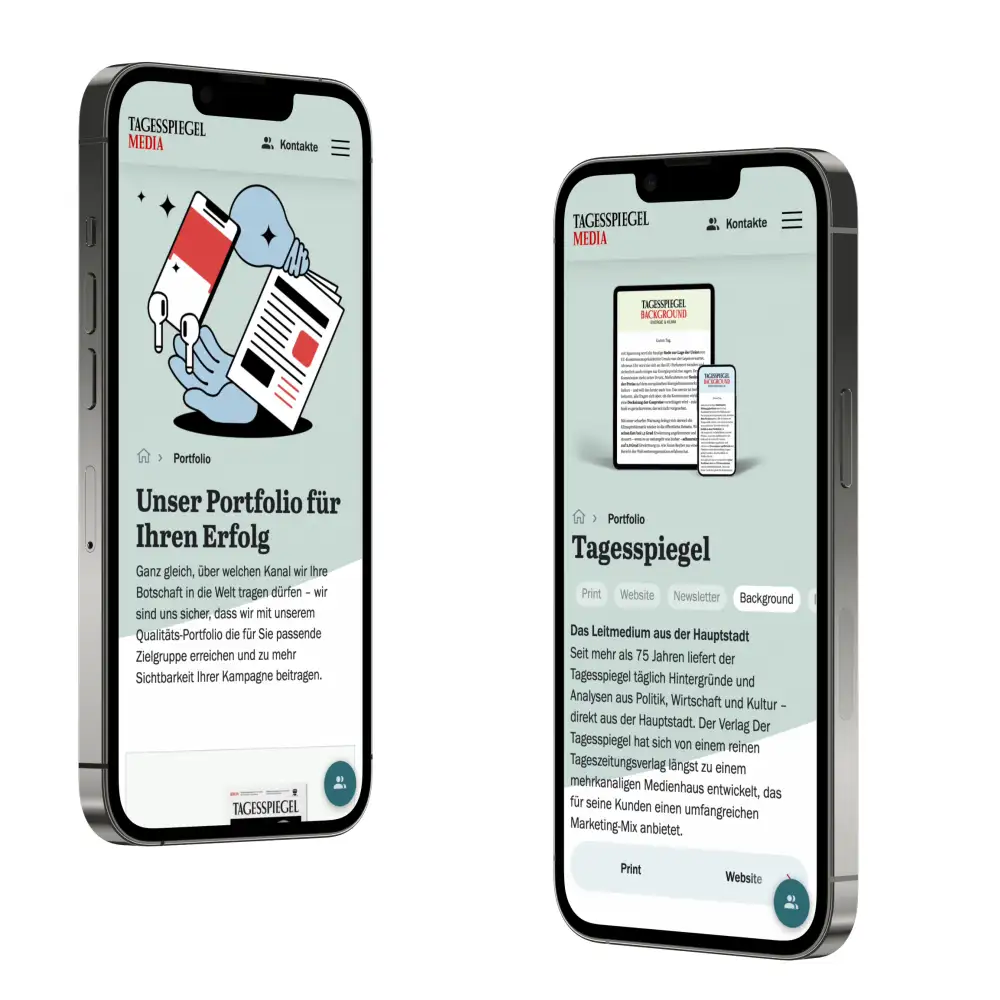 TAGESSPIEGEL
MEDIA
Kontakte
Portfolio
Unser Portfolio für
Ihren Erfolg
Ganz gleich, über welchen Kanal wir Ihre
Botschaft in die Welt tragen dürfen – wir
sind uns sicher, dass wir mit unserem
Qualitäts-Portfolio die für Sie passende
Zielgruppe erreichen und zu mehr
Sichtbarkeit Ihrer Kampagne beitragen.
TAGESSPIEGEL
TAGESSPIEGEL
MEDIA
Kontakte
TAGESSPIEGEL
BACKGROUND
TAGESSPIEGEL
BACKGROUND
Portfolio
Tagesspiegel
Print Website Newsletter Background
Das Leitmedium aus der Hauptstadt
Seit mehr als 75 Jahren liefert der
Tagesspiegel täglich Hintergründe und
Analysen aus Politik, Wirtschaft und Kultur –
direkt aus der Hauptstadt. Der Verlag Der
Tagesspiegel hat sich von einem reinen
Tageszeitungsverlag längst zu einem
mehrkanaligen Medienhaus entwickelt, das
für seine Kunden einen umfangreichen
Marketing-Mix anbietet.
Print Website